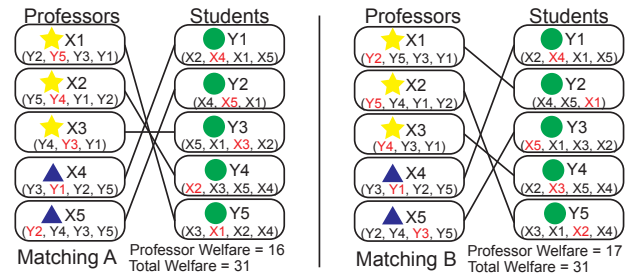 Professors
Students
X1
(Y2, Y5, Y3, Y1)
X2
(Y5, Y4, Y1, Y2)
X3
(Y4, Y3, Y1)
X4
(Y3, Y1, Y2, Y5)
X5
(Y2, Y4, Y3, Y5)
Y1
(X2, X4, X1, X5)
Y2
(X4, X5, X1)
Y3
(X5, X1, X3, X2)
Y4
(X2, X3, X5, X4)
Y5
(X3, X1, X2, X4)
Matching A
Professor Welfare = 16
Total Welfare = 31
Professors
Students
X1
(Y2, Y5, Y3, Y1)
X2
(Y5, Y4, Y1, Y2)
X3
(Y4, Y3, Y1)
X4
(Y3, Y1, Y2, Y5)
X5
(Y2, Y4, Y3, Y5)
Y1
(X2, X4, X1, X5)
Y2
(X4, X5, X1)
Y3
(X5, X1, X3, X2)
Y4
(X2, X3, X5, X4)
Y5
(X3, X1, X2, X4)
Matching B
Professor Welfare = 17
Total Welfare = 31